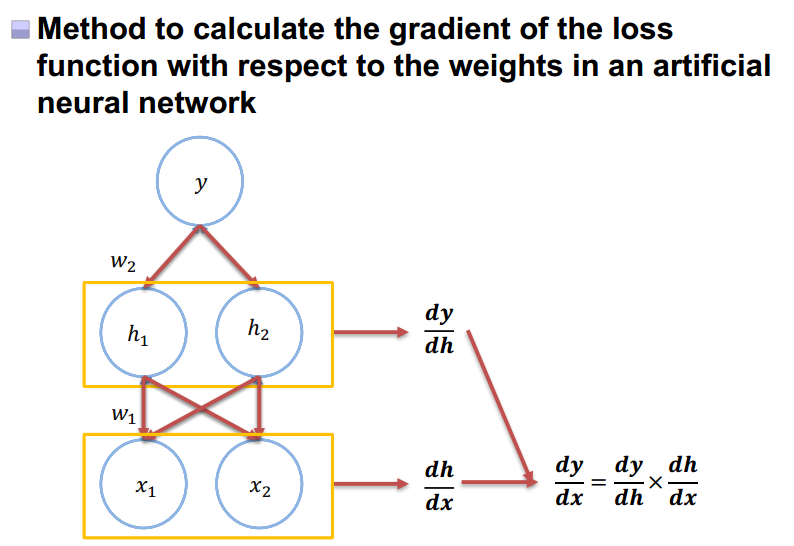 Method to calculate the gradient of the loss
function with respect to the weights in an artificial
neural network
y
w₂
h₁
h₂
dy
dh
w₁
x₁
x₂
dh
dx
dy/dx = dy/dh × dh/dx